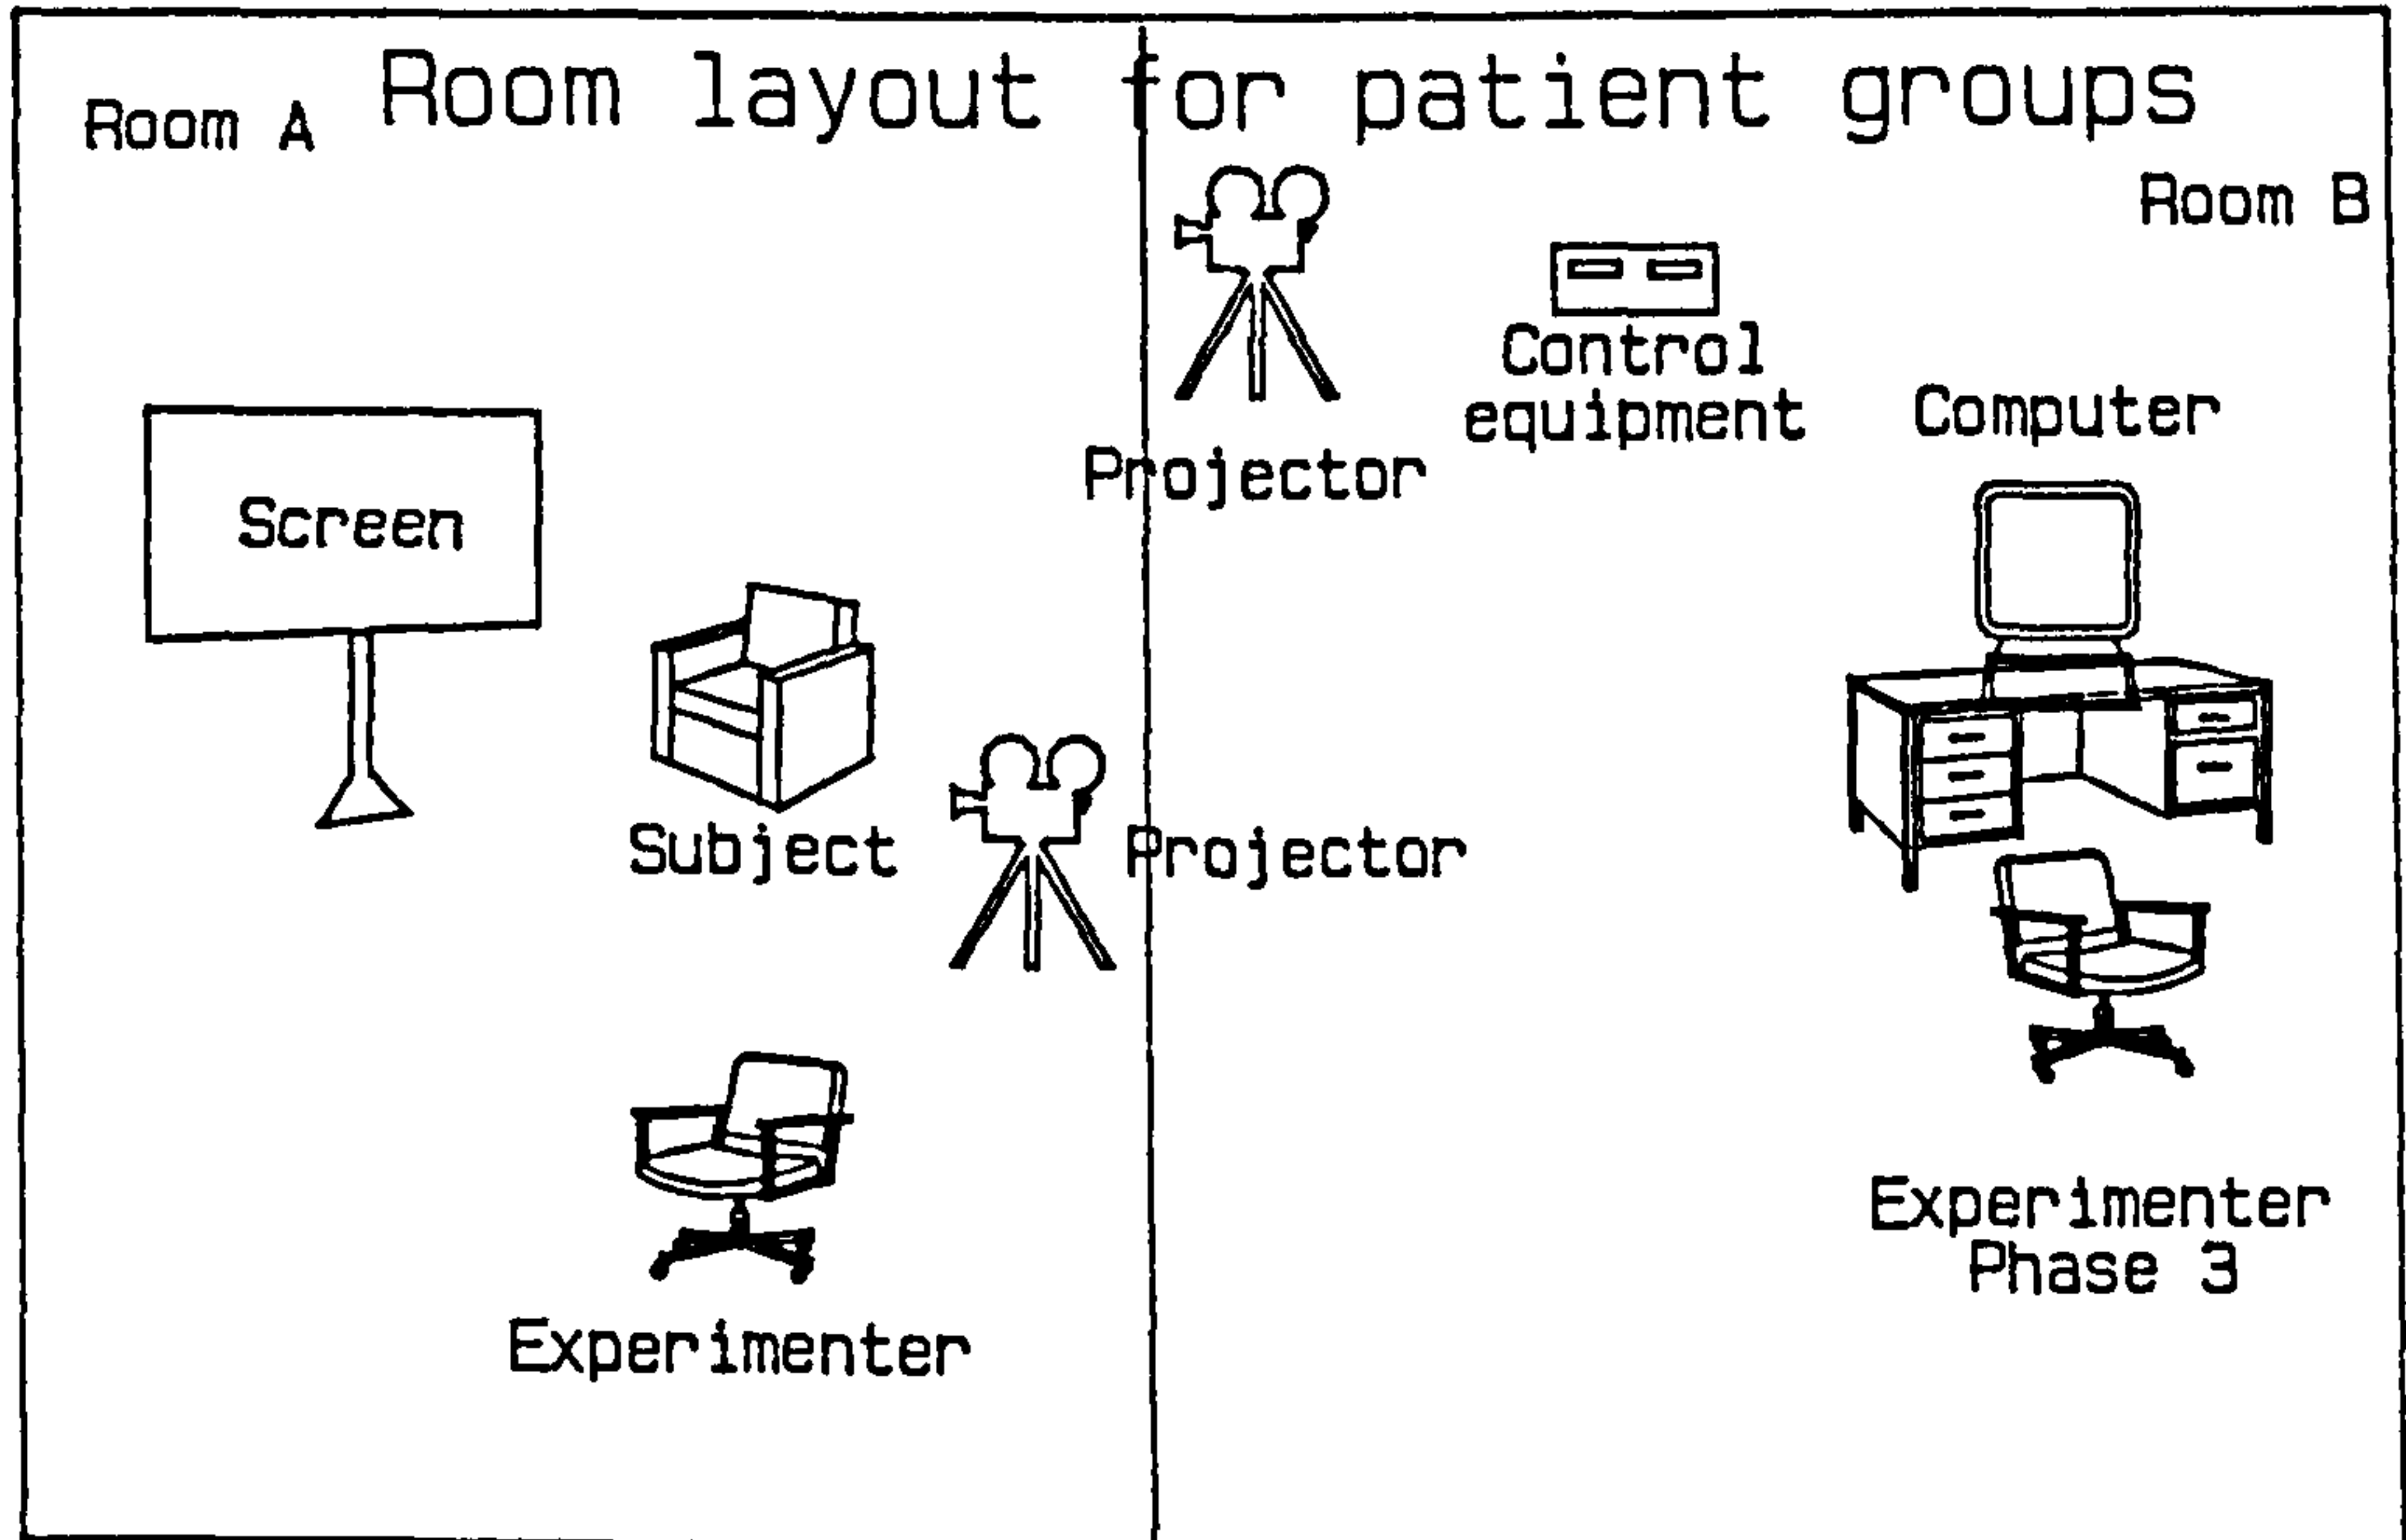 Room layout for patient groups
Room A
Room B
Control
equipment
Computer
Projector
Screen
Subject
Projector
Experimenter
Phase 3
Experimenter